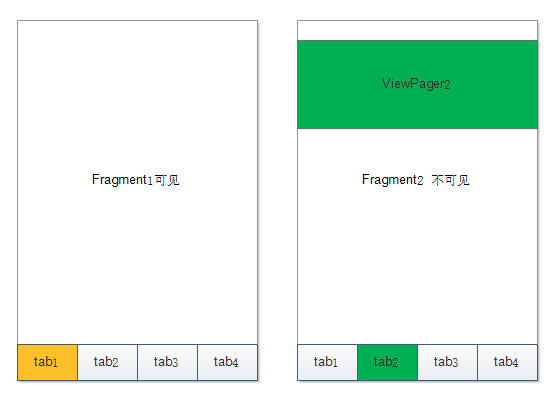 ViewPager2
Fragment1可见
Fragment2 不可见
tab1 tab2 tab3 tab4
tab1 tab2 tab3 tab4